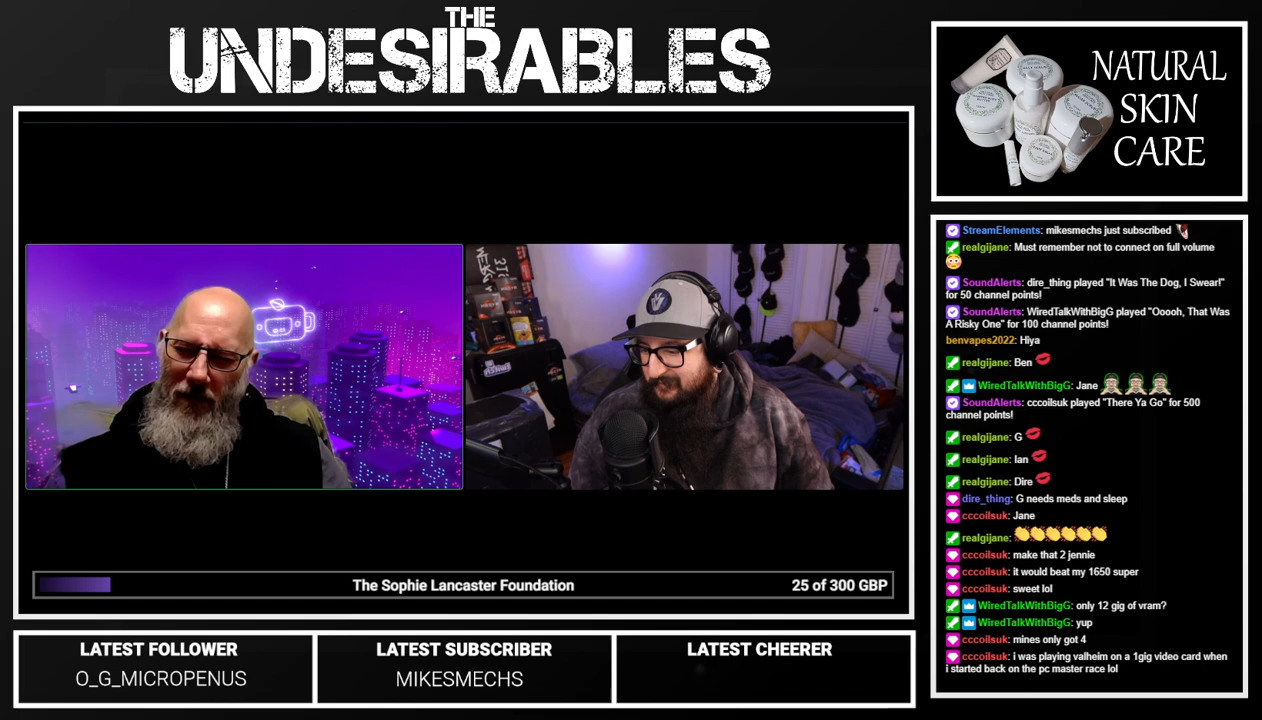 THE
UNDESIRABLES
NATURAL
SKIN
CARE
StreamElements: mikesmechs just subscribed
realgijane: Must remember not to connect on full volume
SoundAlerts: dire_thing played "It Was The Dog, I Swear!"
for 50 channel points!
SoundAlerts: WiredTalkWithBigG played "Ooooh, That Was
A Risky One" for 100 channel points!
benvapes2022: Hiya
realgijane: Ben
WiredTalkWithBigG: Jane
SoundAlerts: cccoilsuk played "There Ya Go" for 500
channel points!
realgijane: G
realgijane: Ian
realgijane: Dire
dire_thing: G needs meds and sleep
cccoilsuk: Jane
realgijane:
cccoilsuk: make that 2 jennie
cccoilsuk: it would beat my 1650 super
cccoilsuk: sweet lol
WiredTalkWithBigG: only 12 gig of vram?
WiredTalkWithBigG: yup
cccoilsuk: mines only got 4
cccoilsuk: i was playing valheim on a 1gig video card when
i started back on the pc master race lol
The Sophie Lancaster Foundation
25 of 300 GBP
LATEST FOLLOWER
O_G_MICROPENUS
LATEST SUBSCRIBER
MIKESMECHS
LATEST CHEERER